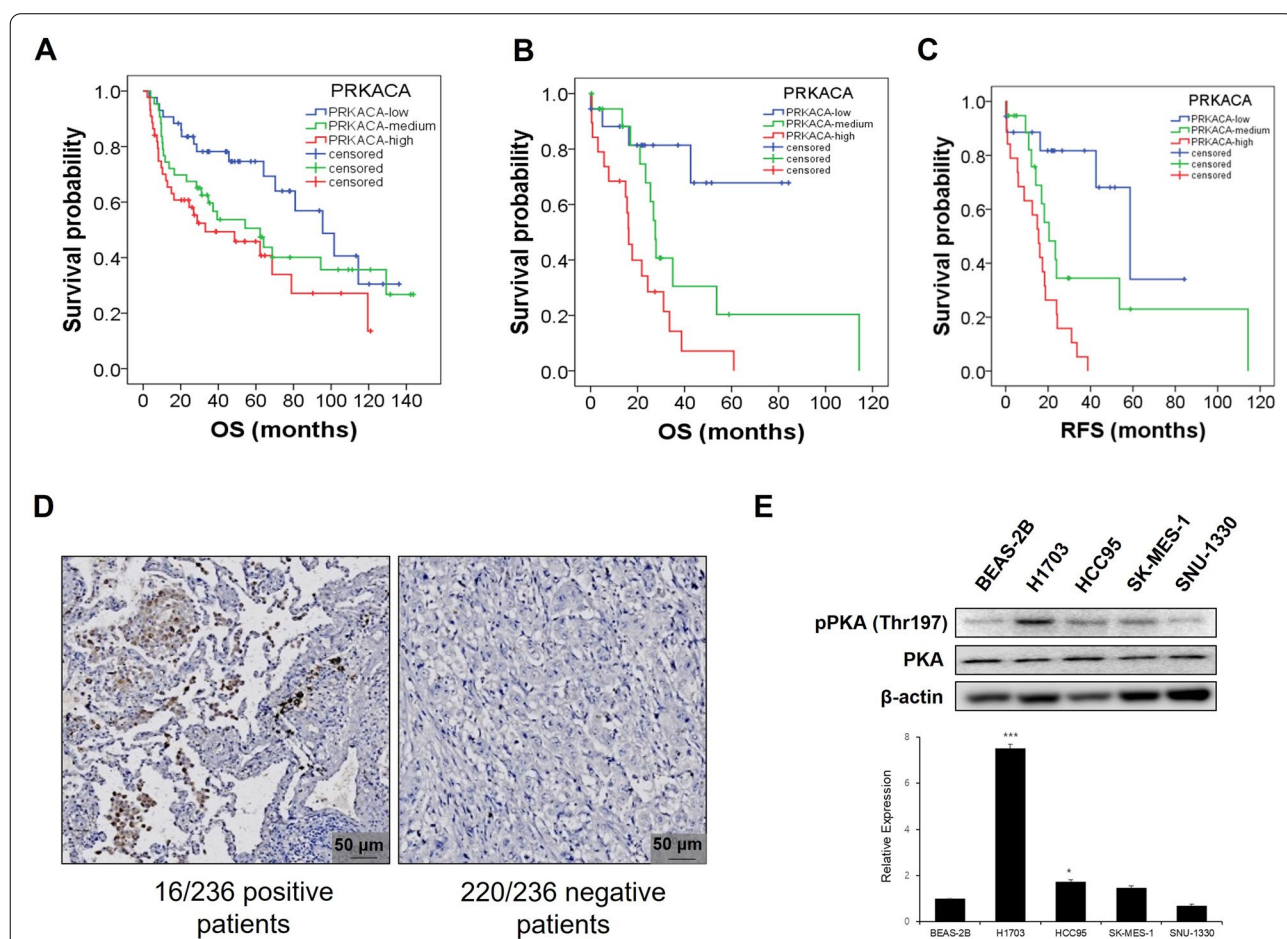 A
PRKACA
PRKACA-low
PRKACA-medium
PRKACA-high
censored
censored
censored
Survival probability
1.0
0.8
0.6
0.4
0.2
0.0
0 20 40 60 80 100 120 140
OS (months)
B
PRKACA
PRKACA-low
PRKACA-medium
PRKACA-high
censored
censored
censored
Survival probability
1.0
0.8
0.6
0.4
0.2
0.0
0 20 40 60 80 100 120
OS (months)
C
PRKACA
PRKACA-low
PRKACA-medium
PRKACA-high
censored
censored
censored
Survival probability
1.0
0.8
0.6
0.4
0.2
0.0
0 20 40 60 80 100 120
RFS (months)
D
50 µm
50 µm
16/236 positive
patients
220/236 negative
patients
E
BEAS-2B
H1703
HCC95
SK-MES-1
SNU-1330
pPKA (Thr197)
PKA
β-actin
Relative Expression
8
6
4
2
0
***
*
BEAS-2B H1703 HCC95 SK-MES-1 SNU-1330